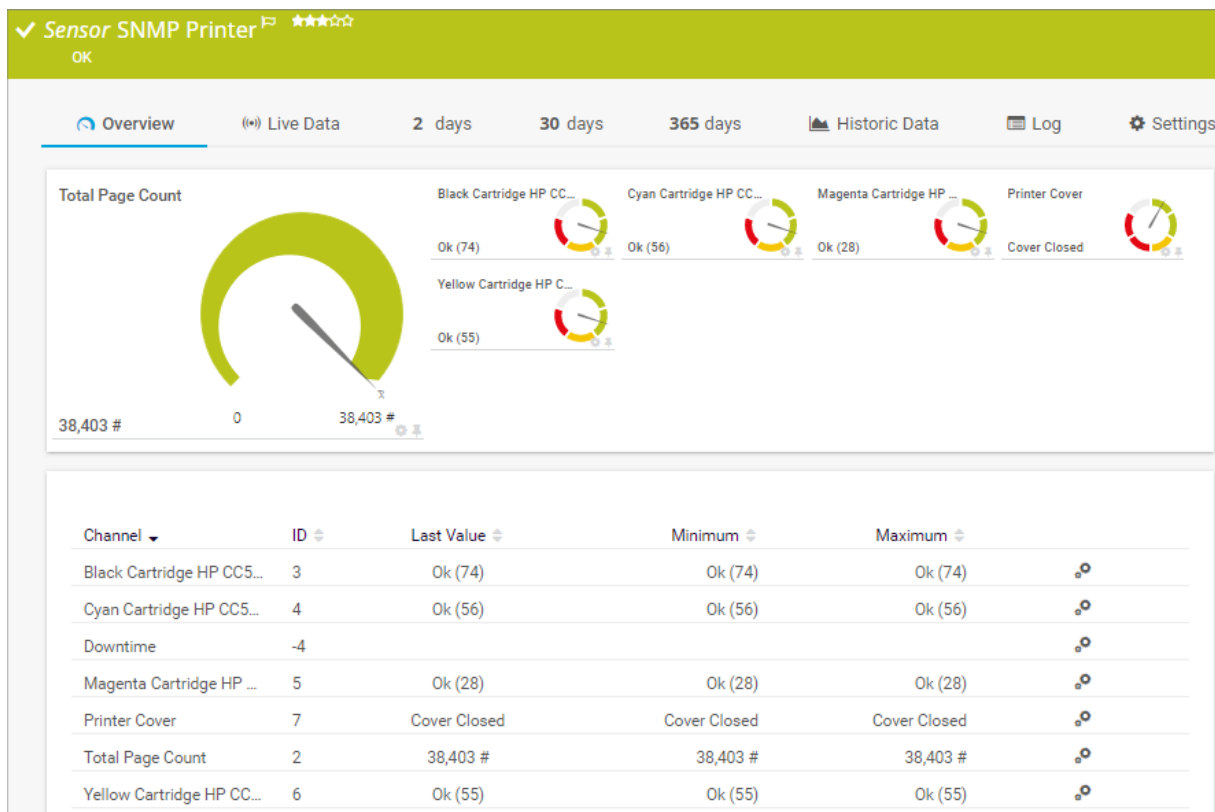 Sensor SNMP Printer
OK
Overview Live Data 2 days 30 days 365 days Historic Data Log Settings
Total Page Count
38,403 #
0
38,403 #
Black Cartridge HP CC...
Ok (74)
Cyan Cartridge HP CC...
Ok (56)
Magenta Cartridge HP ...
Ok (28)
Printer Cover
Cover Closed
Yellow Cartridge HP C...
Ok (55)
Channel ID Last Value Minimum Maximum
Black Cartridge HP CC5... 3 Ok (74) Ok (74) Ok (74)
Cyan Cartridge HP CC5... 4 Ok (56) Ok (56) Ok (56)
Downtime -4
Magenta Cartridge HP ... 5 Ok (28) Ok (28) Ok (28)
Printer Cover 7 Cover Closed Cover Closed Cover Closed
Total Page Count 2 38,403 # 38,403 # 38,403 #
Yellow Cartridge HP CC... 6 Ok (55) Ok (55) Ok (55)